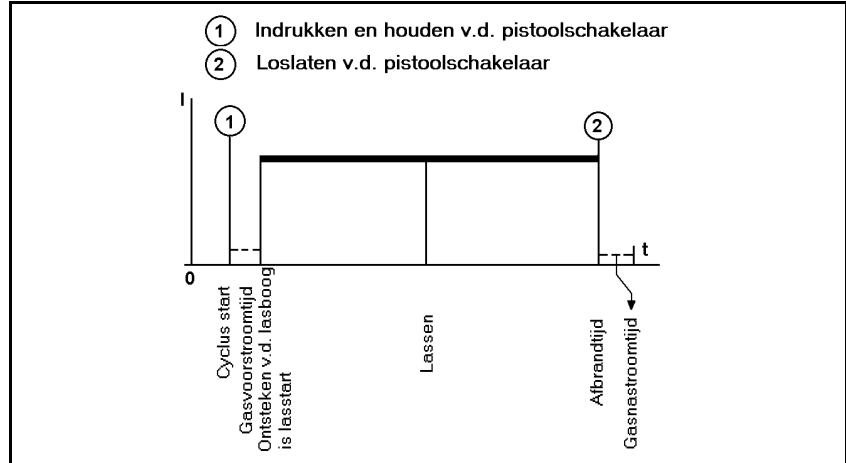 1 Indrukken en houden v.d. pistoolschakelaar
2 Loslaten v.d. pistoolschakelaar
I
1
2
t
0
Cyclus start
Gasvoorstroomtijd
Ontsteken v.d. lasboog
is lasstart
Lassen
Afbrandtijd
Gasnastroomtijd